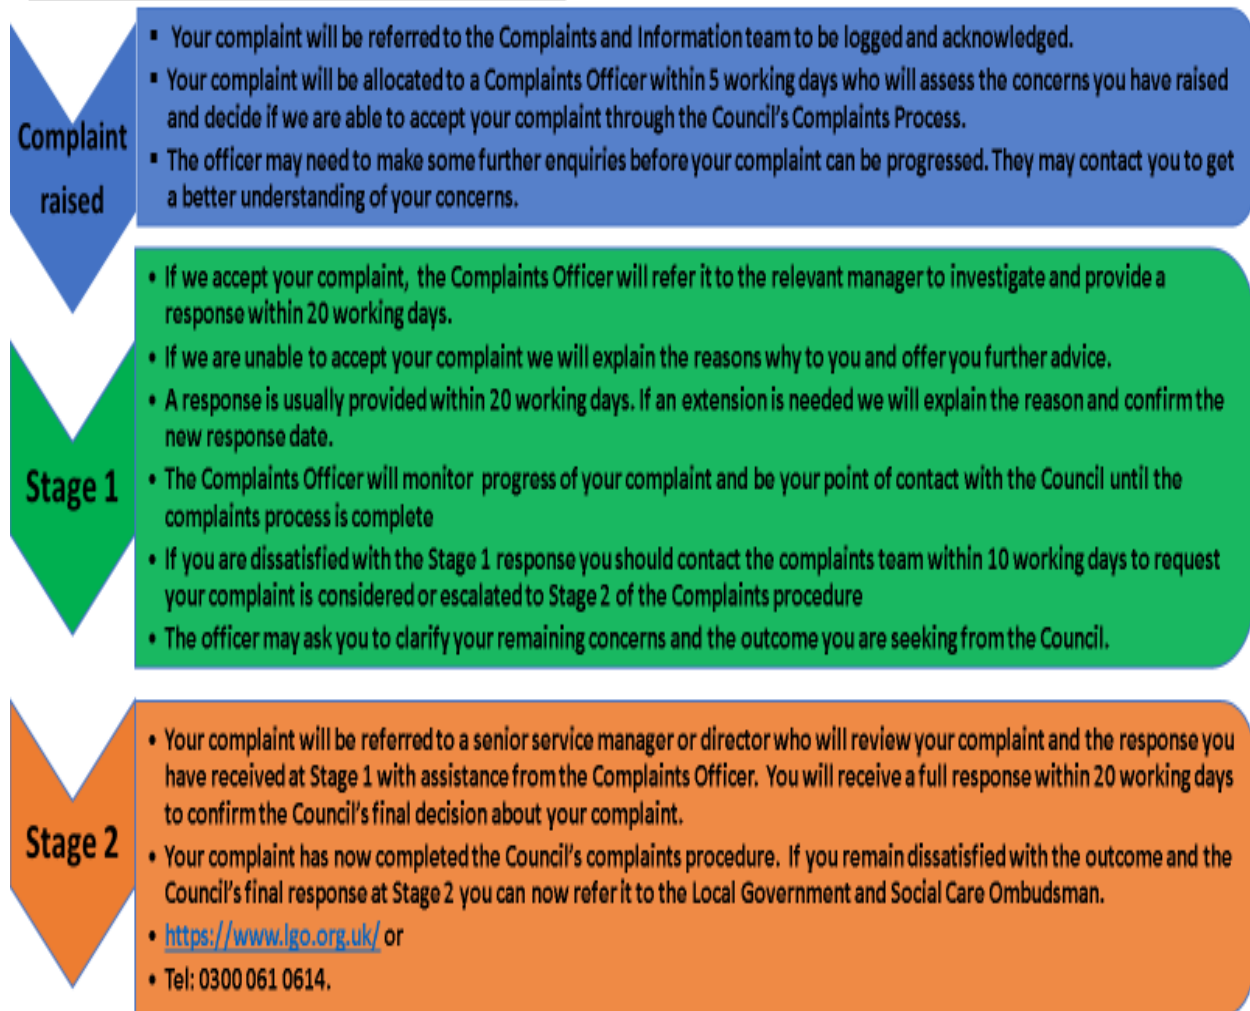 Complaint
raised
▪ Your complaint will be referred to the Complaints and Information team to be logged and acknowledged.
▪ Your complaint will be allocated to a Complaints Officer within 5 working days who will assess the concerns you have raised
and decide if we are able to accept your complaint through the Council's Complaints Process.
▪ The officer may need to make some further enquiries before your complaint can be progressed. They may contact you to get
a better understanding of your concerns.
Stage 1
• If we accept your complaint, the Complaints Officer will refer it to the relevant manager to investigate and provide a
response within 20 working days.
• If we are unable to accept your complaint we will explain the reasons why to you and offer you further advice.
• A response is usually provided within 20 working days. If an extension is needed we will explain the reason and confirm the
new response date.
• The Complaints Officer will monitor progress of your complaint and be your point of contact with the Council until the
complaints process is complete
• If you are dissatisfied with the Stage 1 response you should contact the complaints team within 10 working days to request
your complaint is considered or escalated to Stage 2 of the Complaints procedure
• The officer may ask you to clarify your remaining concerns and the outcome you are seeking from the Council.
Stage 2
• Your complaint will be referred to a senior service manager or director who will review your complaint and the response you
have received at Stage 1 with assistance from the Complaints Officer. You will receive a full response within 20 working days
to confirm the Council's final decision about your complaint.
• Your complaint has now completed the Council's complaints procedure. If you remain dissatisfied with the outcome and the
Council's final response at Stage 2 you can now refer it to the Local Government and Social Care Ombudsman.
• https://www.lgo.org.uk/ or
• Tel: 0300 061 0614.